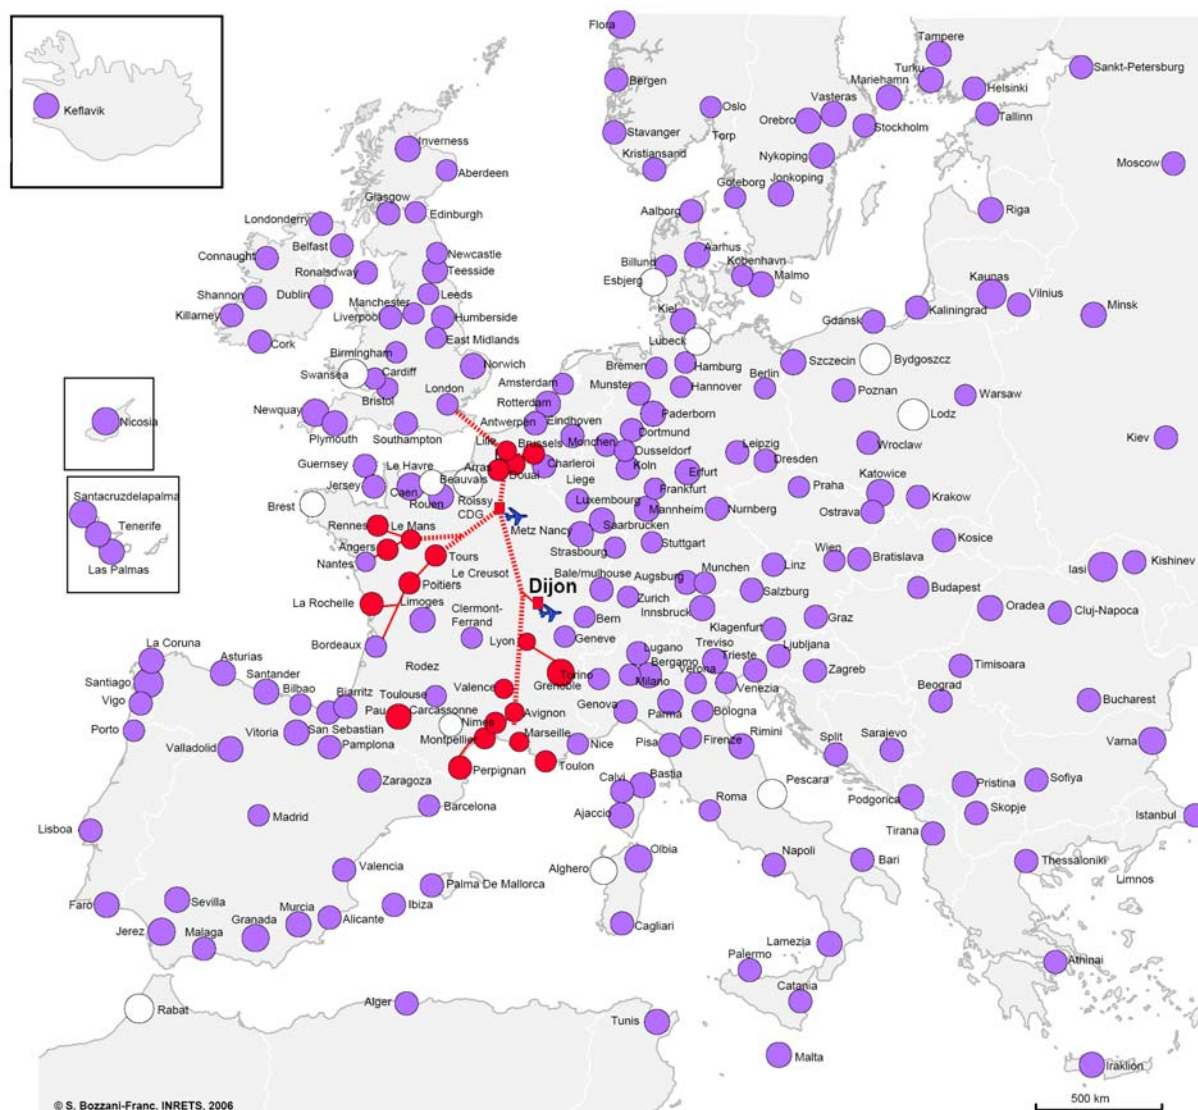 Flora
Tampere
Turku
Sankt-Petersburg
Bergen
Mariehamn
Helsinki
Keflavik
Oslo
Vasteras
Orebro
Tallinn
Stavanger
Torp
Stockholm
Inverness
Kristiansand
Nykoping
Moscow
Aberdeen
Goteborg
Jonkoping
Glasgow
Edinburgh
Aalborg
Riga
Londonderry
Belfast
Newcastle
Aarhus
Connaught
Ronalsdway
Teesside
Billund
Kobenhavn
Esbjerg
Malmo
Kaunas
Shannon
Dublin
Manchester
Leeds
Vilnius
Killarney
Liverpool
Humberside
Kiel
Gdansk
Kaliningrad
Minsk
Cork
East Midlands
Lubeck
Birmingham
Norwich
Bremen
Hamburg
Szczecin
Bydgoszcz
Swansea
Cardiff
Amsterdam
Munster
Hannover
Berlin
Poznan
Warsaw
London
Rotterdam
Bristol
Newquay
Antwerpen
Eindhoven
Paderborn
Lodz
Nicosia
Plymouth
Southampton
Dortmund
Lille
Brussels
Monchen
Dusseldorf
Leipzig
Wroclaw
Kiev
Guernsey
Le Havre
Arras
Douai
Charleroi
Koln
Erfurt
Dresden
Katowice
Jersey
Caen
Beauvais
Liege
Frankfurt
Praha
Krakow
Santacruzdelapalma
Rouen
Roissy
CDG
Luxembourg
Brest
Mannheim
Nurnberg
Ostrava
Tenerife
Rennes
Le Mans
Metz Nancy
Saarbrucken
Las Palmas
Angers
Tours
Strasbourg
Stuttgart
Kosice
Nantes
Wien
Bratislava
Kishinev
Le Creusot
Bale/mulhouse
Augsburg
Munchen
Linz
Iasi
Poitiers
Dijon
Zurich
Salzburg
Budapest
La Rochelle
Limoges
Clermont-
Ferrand
Innsbruck
Oradea
Cluj-Napoca
Bern
Graz
Klagenfurt
Bordeaux
Lyon
Geneve
Treviso
Ljubljana
La Coruna
Lugano
Trieste
Asturias
Rodez
Bergamo
Zagreb
Timisoara
Santiago
Santander
Torino
Verona
Bilbao
Biarritz
Toulouse
Valence
Grenoble
Milano
Venezia
Vigo
Pau
Carcassonne
Avignon
Genova
Parma
Beograd
Bucharest
Porto
Vitoria
San Sebastian
Nimes
Bologna
Valladolid
Pamplona
Montpellier
Marseille
Nice
Pisa
Firenze
Rimini
Split
Sarajevo
Varna
Perpignan
Toulon
Zaragoza
Calvi
Bastia
Pescara
Pristina
Sofiya
Barcelona
Roma
Podgorica
Skopje
Madrid
Ajaccio
Istanbul
Lisboa
Tirana
Olbia
Valencia
Alghero
Napoli
Bari
Thessaloniki
Limnos
Palma De Mallorca
Faro
Sevilla
Murcia
Ibiza
Granada
Alicante
Cagliari
Jerez
Malaga
Lamezia
Palermo
Athinai
Catania
Rabat
Alger
Tunis
Malta
Iraklion
500 km
© S. Bozzani-Franc, INRETS, 2006